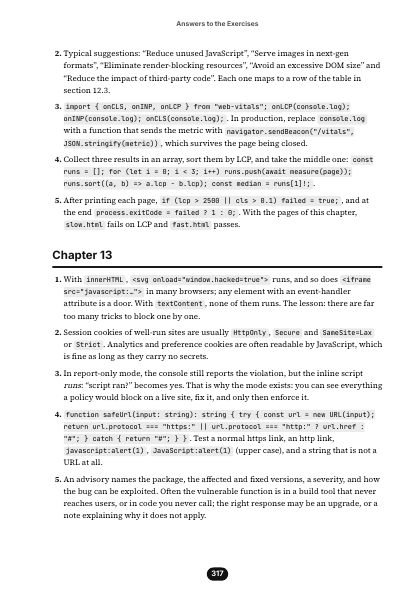 Answers to the Exercises
2. Typical suggestions: “Reduce unused JavaScript”, “Serve images in next-gen
formats”, “Eliminate render-blocking resources”, “Avoid an excessive DOM size” and
“Reduce the impact of third-party code”. Each one maps to a row of the table in
section 12.3.
3. import { onCLS, onINP, onLCP } from "web-vitals"; onLCP(console.log);
onINP(console.log); onCLS(console.log);. In production, replace console.log
with a function that sends the metric with navigator.sendBeacon("/vitals",
JSON.stringify(metric)), which survives the page being closed.
4. Collect three results in an array, sort them by LCP, and take the middle one: const
runs = []; for (let i = 0; i < 3; i++) runs.push(await measure(page));
runs.sort((a, b) => a.lcp - b.lcp); const median = runs[1]!;.
5. After printing each page, if (lcp > 2500 || cls > 0.1) failed = true;, and at
the end process.exitCode = failed ? 1 : 0;. With the pages of this chapter,
slow.html fails on LCP and fast.html passes.
Chapter 13
1. With innerHTML, <svg onload="window.hacked=true"> runs, and so does <iframe
src="javascript:…"> in many browsers; any element with an event-handler
attribute is a door. With textContent, none of them runs. The lesson: there are far
too many tricks to block one by one.
2. Session cookies of well-run sites are usually HttpOnly, Secure and SameSite=Lax
or Strict. Analytics and preference cookies are often readable by JavaScript, which
is fine as long as they carry no secrets.
3. In report-only mode, the console still reports the violation, but the inline script
runs: “script ran?” becomes yes. That is why the mode exists: you can see everything
a policy would block on a live site, fix it, and only then enforce it.
4. function safeUrl(input: string): string { try { const url = new URL(input);
return url.protocol === "https:" || url.protocol === "http:" ? url.href :
"#"; } catch { return "#"; } }. Test a normal https link, an http link,
javascript:alert(1), JavaScript:alert(1) (upper case), and a string that is not a
URL at all.
5. An advisory names the package, the affected and fixed versions, a severity, and how
the bug can be exploited. Often the vulnerable function is in a build tool that never
reaches users, or in code you never call; the right response may be an upgrade, or a
note explaining why it does not apply.
317